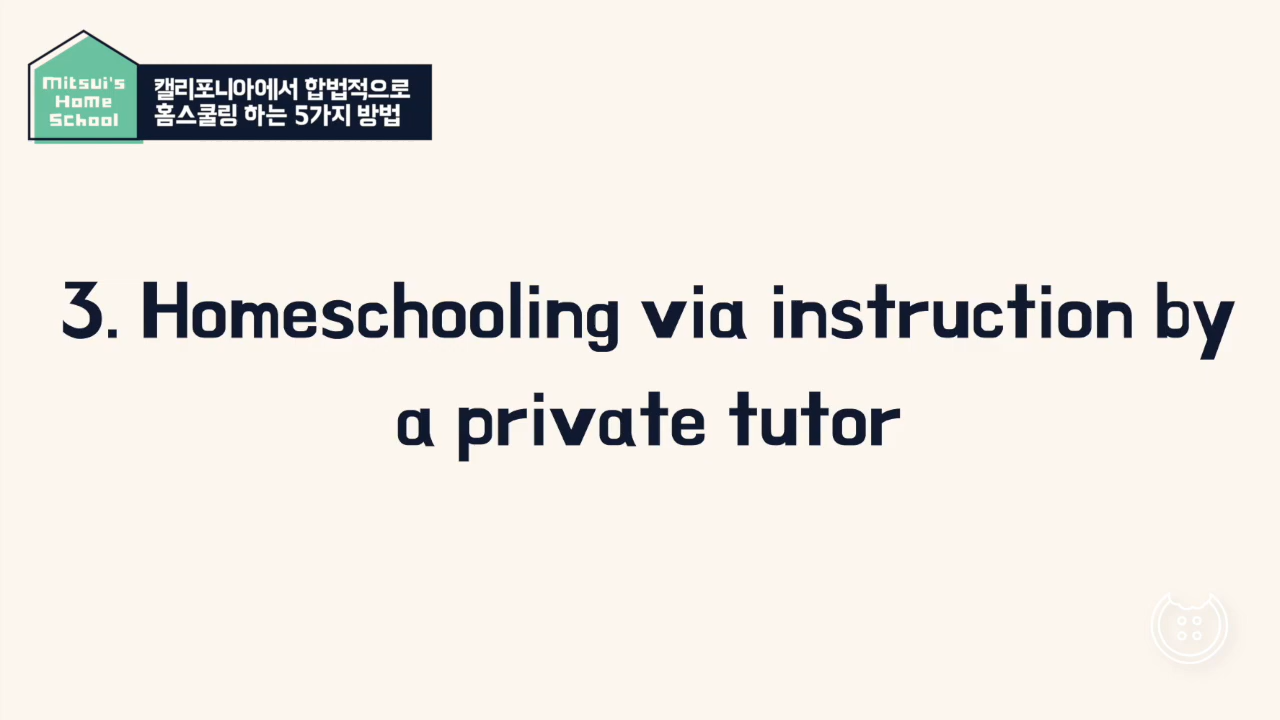 Mitsui's
Home
School
캘리포니아에서 합법적으로
홈스쿨링 하는 5가지 방법
3. Homeschooling via instruction by
a private tutor